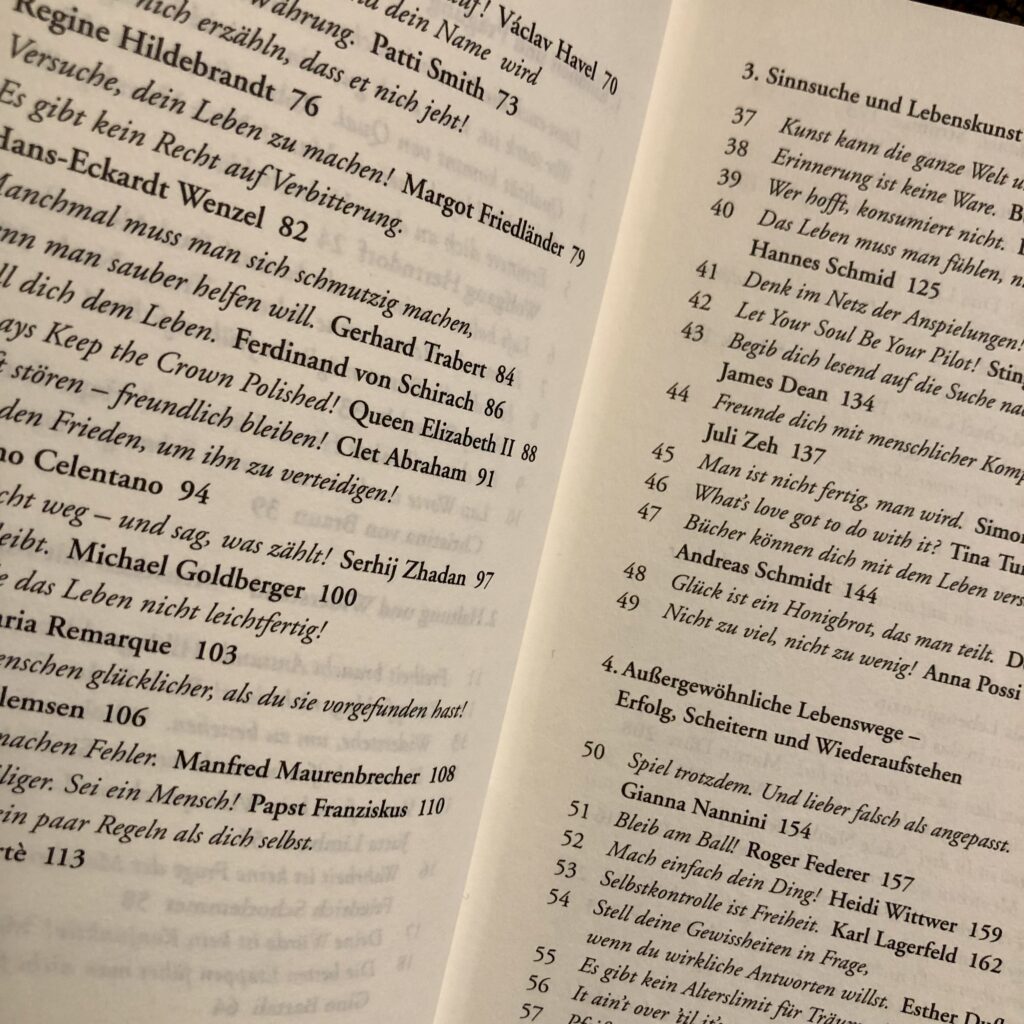 auf! Václav Havel 70
und dein Name wird
Währung. Patti Smith 73
mich erzähln, dass et nich jeht!
Regine Hildebrandt 76
Versuche, dein Leben zu machen! Margot Friedländer 79
Es gibt kein Recht auf Verbitterung.
Hans-Eckardt Wenzel 82
Manchmal muss man sich schmutzig machen,
wenn man sauber helfen will. Gerhard Trabert 84
dich dem Leben. Ferdinand von Schirach 86
Keep the Crown Polished! Queen Elizabeth II 88
stören – freundlich bleiben! Clet Abraham 91
den Frieden, um ihn zu verteidigen!
Celentano 94
weg – und sag, was zählt! Serhij Zhadan 97
Michael Goldberger 100
das Leben nicht leichtfertig!
Remarque 103
glücklicher, als du sie vorgefunden hast!
106
machen Fehler. Manfred Maurenbrecher 108
Sei ein Mensch! Papst Franziskus 110
ein paar Regeln als dich selbst.
113
3. Sinnsuche und Lebenskunst
37 Kunst kann die ganze Welt
38 Erinnerung ist keine Ware.
39 Wer hofft, konsumiert nicht.
40 Das Leben muss man fühlen,
Hannes Schmid 125
41 Denk im Netz der Anspielungen!
42 Let Your Soul Be Your Pilot! Sting
43 Begib dich lesend auf die Suche
James Dean 134
44 Freunde dich mit menschlicher
Juli Zeh 137
45 Man ist nicht fertig, man wird.
46 What's love got to do with it? Tina
47 Bücher können dich mit dem Leben
Andreas Schmidt 144
48 Glück ist ein Honigbrot, das man teilt.
49 Nicht zu viel, nicht zu wenig! Anna Possi
4. Außergewöhnliche Lebenswege –
Erfolg, Scheitern und Wiederaufstehen
50 Spiel trotzdem. Und lieber falsch als angepasst.
Gianna Nannini 154
51 Bleib am Ball! Roger Federer 157
52 Mach einfach dein Ding! Heidi Wittwer 159
53 Selbstkontrolle ist Freiheit. Karl Lagerfeld 162
54 Stell deine Gewissheiten in Frage,
wenn du wirkliche Antworten willst. Esther
55 Es gibt kein Alterslimit für
56 It ain't over 'til
57